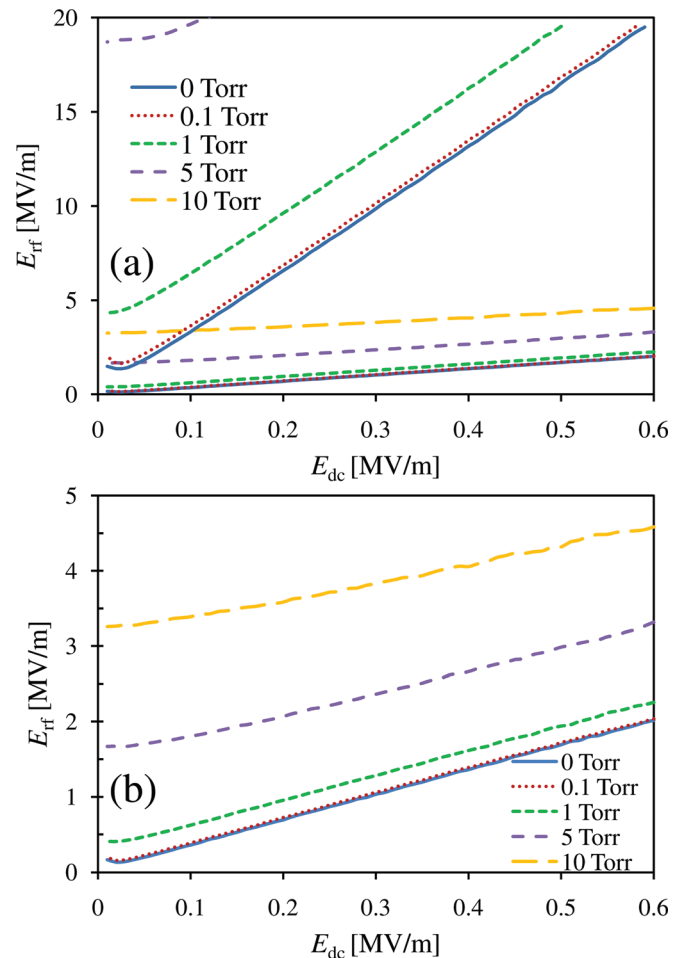 20
15
10
5
0
E_rf [MV/m]
0 Torr
0.1 Torr
1 Torr
5 Torr
10 Torr
(a)
0 0.1 0.2 0.3 0.4 0.5 0.6
E_dc [MV/m]
5
4
3
2
1
0
E_rf [MV/m]
(b)
0 Torr
0.1 Torr
1 Torr
5 Torr
10 Torr
0 0.1 0.2 0.3 0.4 0.5 0.6
E_dc [MV/m]